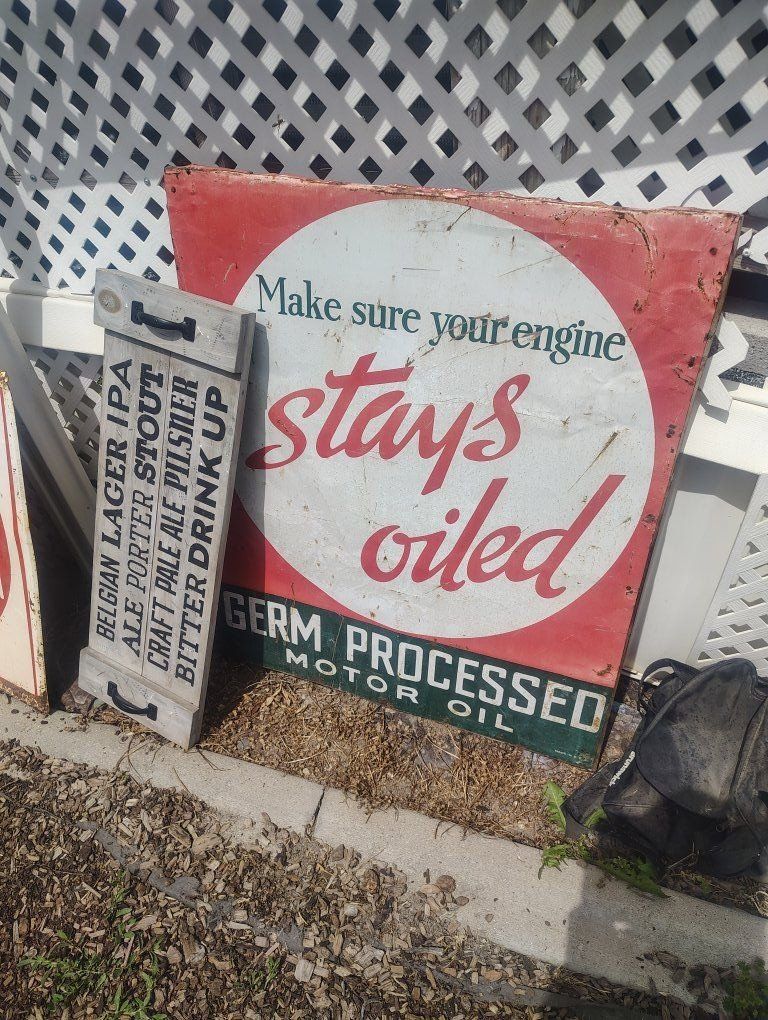 Make sure your engine
stays
oiled
GERM PROCESSED
MOTOR OIL
BELGIAN LAGER IPA
ALE PORTER STOUT
CRAFT PALE ALE PILSNER
BITTER DRINK UP